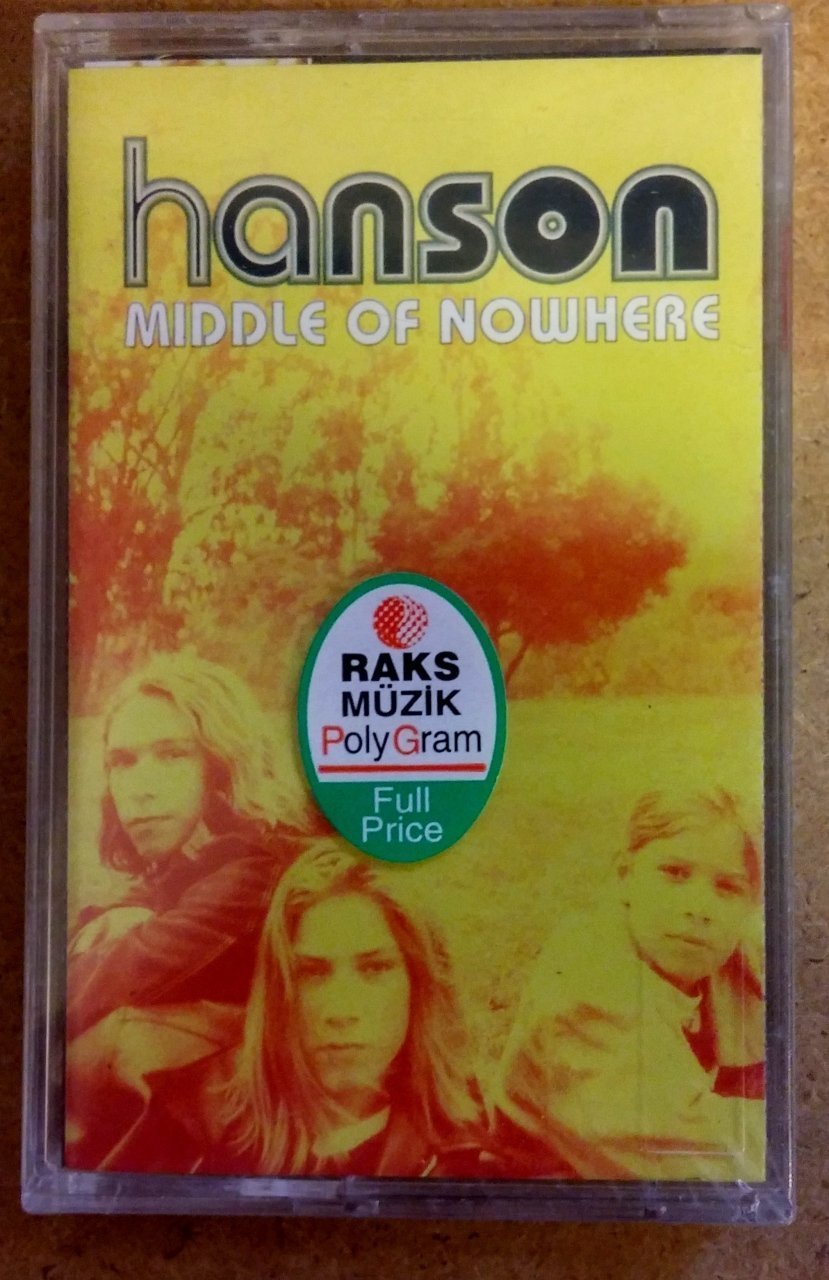 hanson
MIDDLE OF NOWHERE
RAKS
MÜZİK
PolyGram
Full
Price